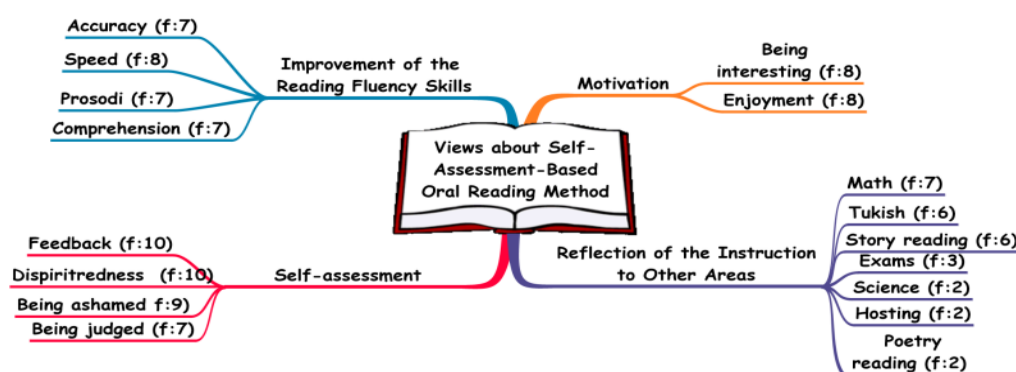 Views about Self-
Assessment-Based
Oral Reading Method
Improvement of the
Reading Fluency Skills
Accuracy (f:7)
Speed (f:8)
Prosodi (f:7)
Comprehension (f:7)
Motivation
Being
interesting (f:8)
Enjoyment (f:8)
Self-assessment
Feedback (f:10)
Dispiritredness (f:10)
Being ashamed f:9)
Being judged (f:7)
Reflection of the Instruction
to Other Areas
Math (f:7)
Tukish (f:6)
Story reading (f:6)
Exams (f:3)
Science (f:2)
Hosting (f:2)
Poetry
reading (f:2)